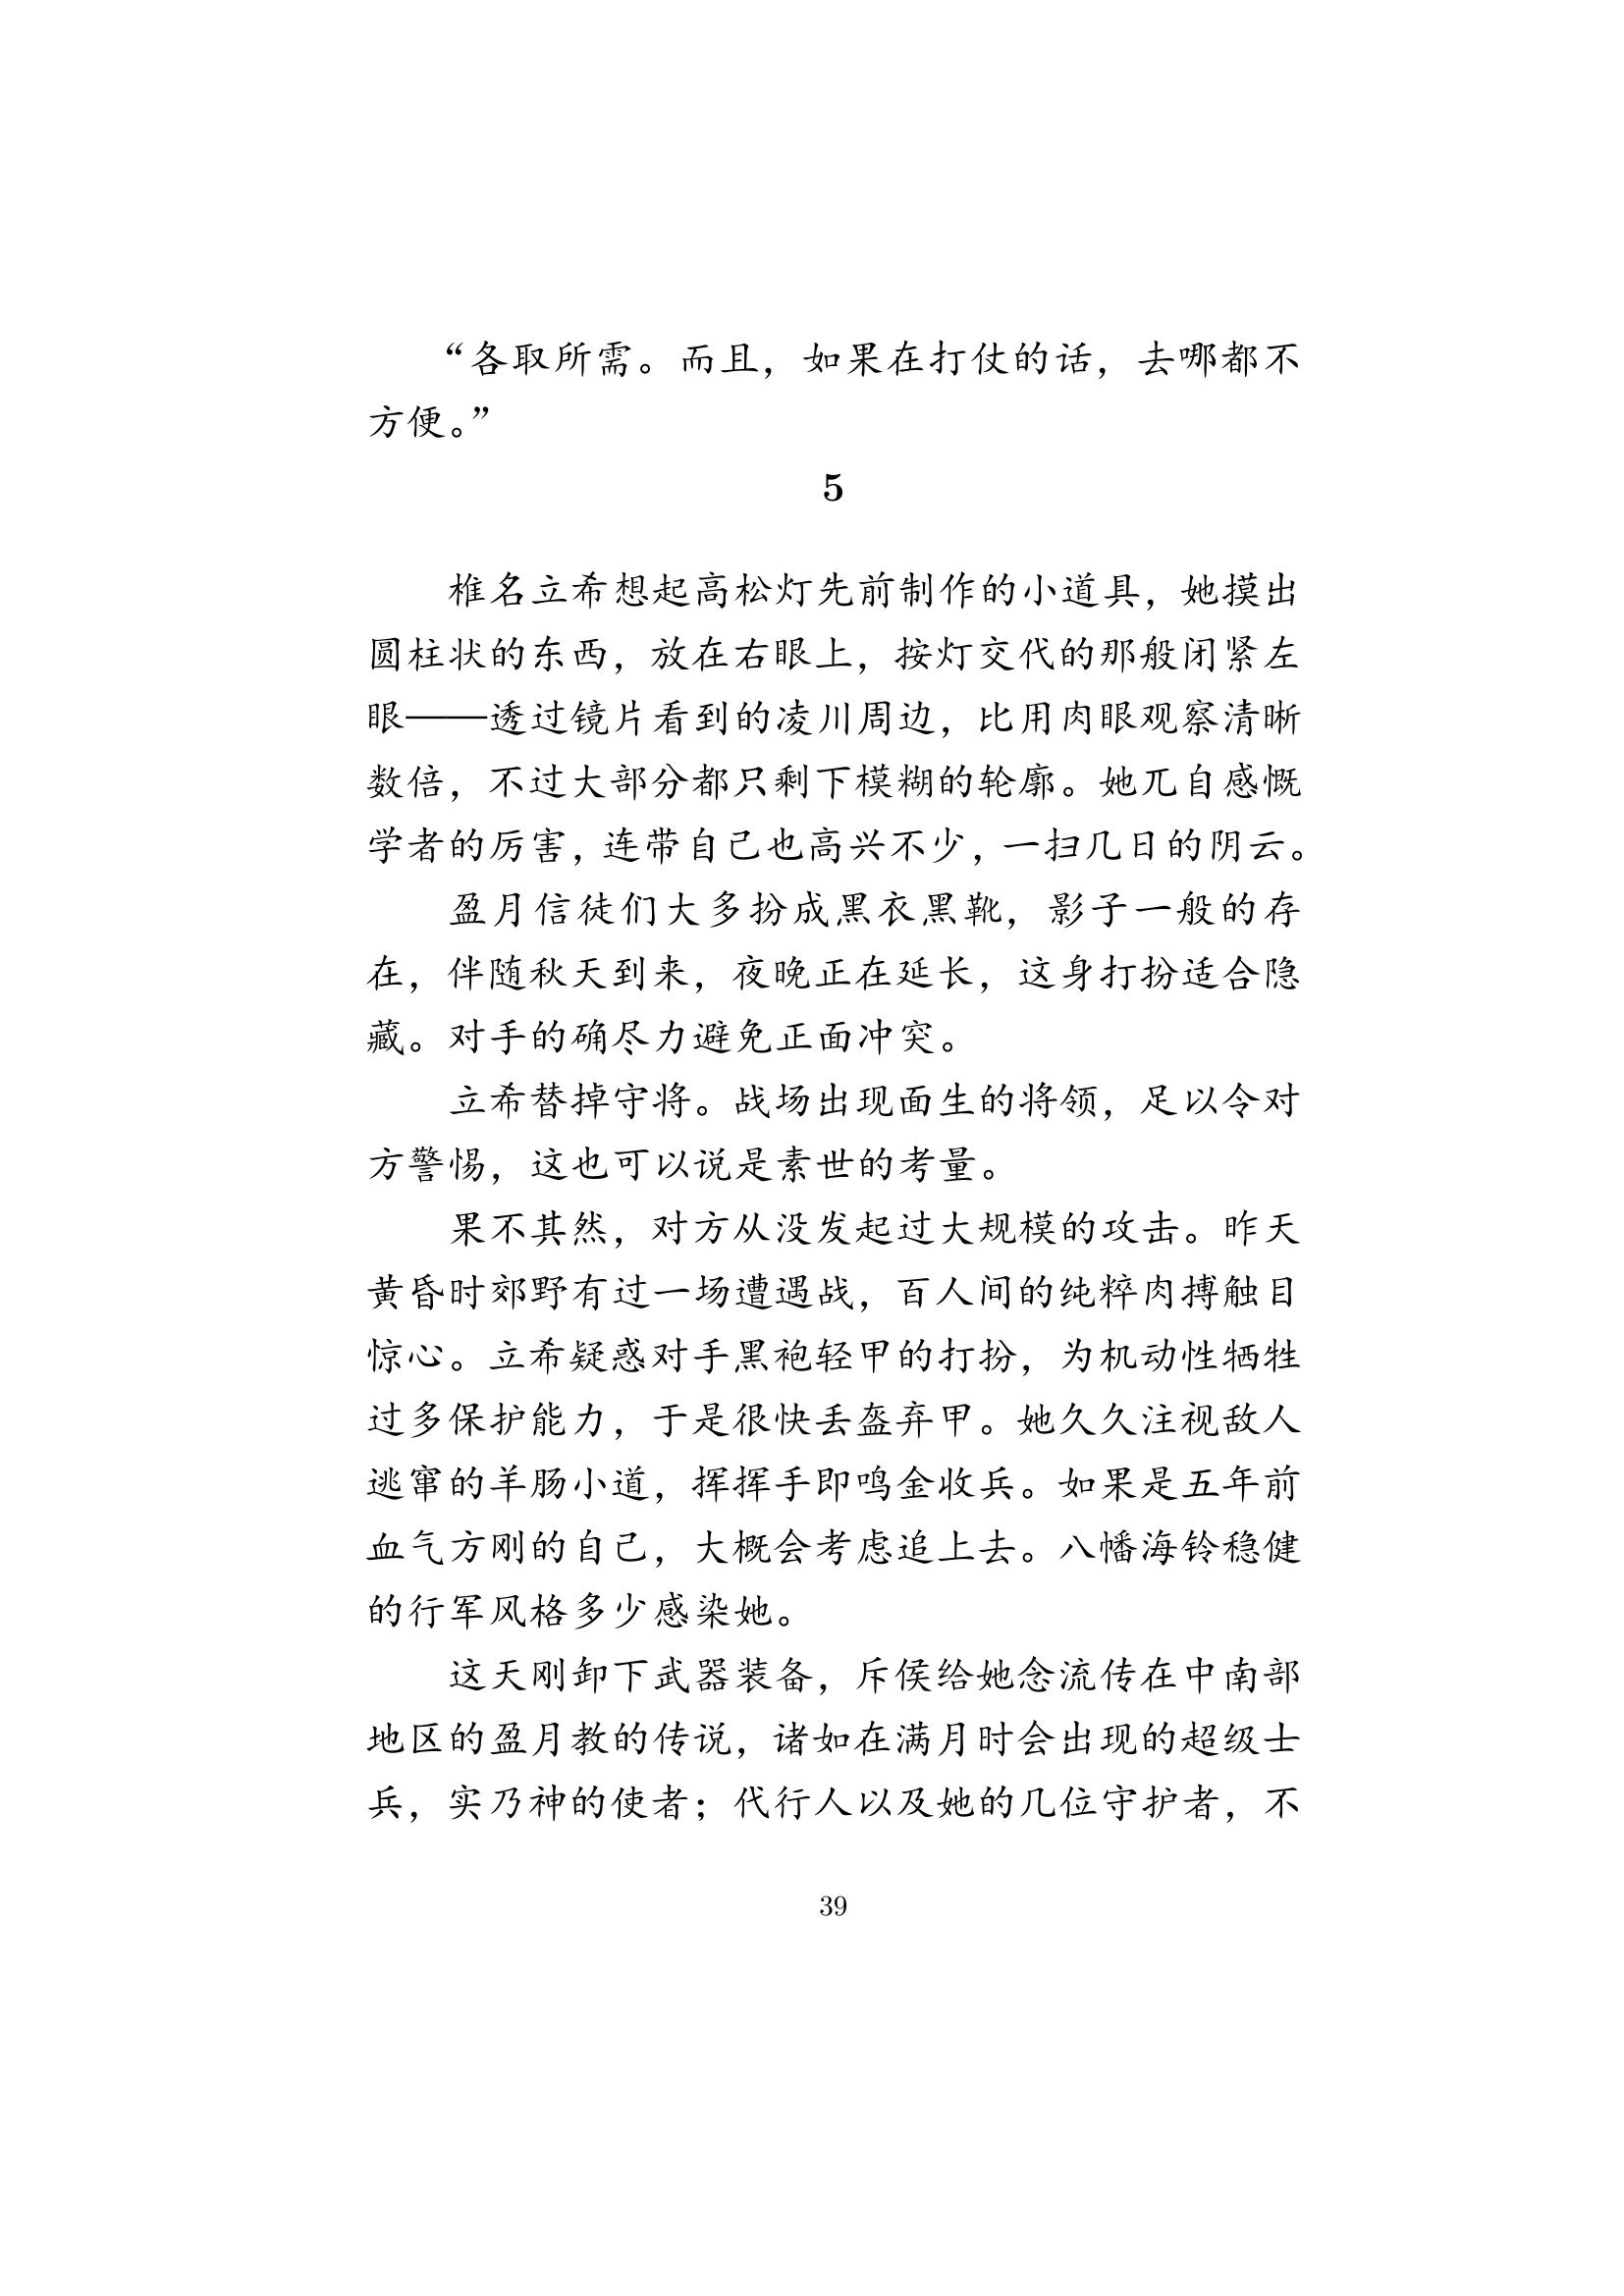 “各取所需。而且，如果在打仗的话，去哪都不
方便。”
5
椎名立希想起高松灯先前制作的小道具，她摸出
圆柱状的东西，放在右眼上，按灯交代的那般闭紧左
眼——透过镜片看到的凌川周边，比用肉眼观察清晰
数倍，不过大部分都只剩下模糊的轮廓。她兀自感慨
学者的厉害，连带自己也高兴不少，一扫几日的阴云。
盈月信徒们大多扮成黑衣黑靴，影子一般的存
在，伴随秋天到来，夜晚正在延长，这身打扮适合隐
藏。对手的确尽力避免正面冲突。
立希替掉守将。战场出现面生的将领，足以令对
方警惕，这也可以说是素世的考量。
果不其然，对方从没发起过大规模的攻击。昨天
黄昏时郊野有过一场遭遇战，百人间的纯粹肉搏触目
惊心。立希疑惑对手黑袍轻甲的打扮，为机动性牺牲
过多保护能力，于是很快丢盔弃甲。她久久注视敌人
逃窜的羊肠小道，挥挥手即鸣金收兵。如果是五年前
血气方刚的自己，大概会考虑追上去。八幡海铃稳健
的行军风格多少感染她。
这天刚卸下武器装备，斥侯给她念流传在中南部
地区的盈月教的传说，诸如在满月时会出现的超级士
兵，实乃神的使者；代行人以及她的几位守护者，不
39